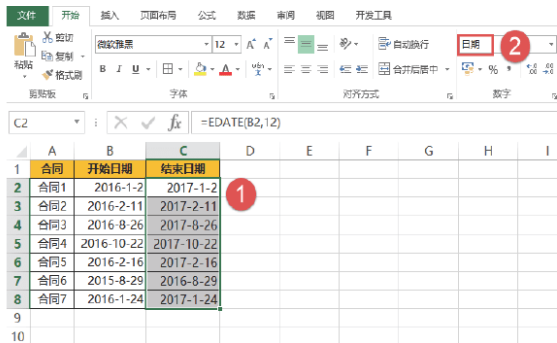 文件 开始 插入 页面布局 公式 数据 审阅 视图 开发工具
剪切
复制
粘贴
格式刷
剪贴板
微软雅黑 12 A A
B I U A
字体
自动换行
合并后居中
对齐方式
日期 2
% ,
数字
C2 fx =EDATE(B2,12)
A B C D E F G H I
1 合同 开始日期 结束日期
2 合同1 2016-1-2 2017-1-2 1
3 合同2 2016-2-11 2017-2-11
4 合同3 2016-8-26 2017-8-26
5 合同4 2016-10-22 2017-10-22
6 合同5 2016-2-16 2017-2-16
7 合同6 2015-8-29 2016-8-29
8 合同7 2016-1-24 2017-1-24
9
10